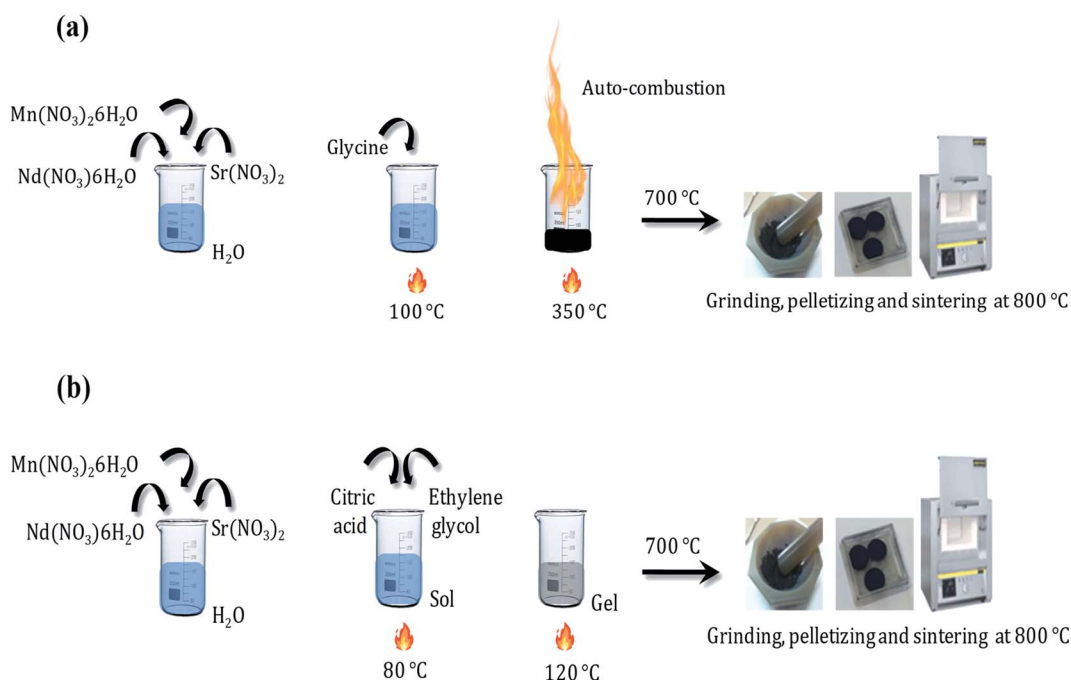 (a)
Mn(NO₃)₂6H₂O
Nd(NO₃)6H₂O
Sr(NO₃)₂
H₂O
Glycine
100 °C
Auto-combustion
350 °C
700 °C
Grinding, pelletizing and sintering at 800 °C
(b)
Mn(NO₃)₂6H₂O
Nd(NO₃)6H₂O
Sr(NO₃)₂
H₂O
Citric
acid
Ethylene
glycol
Sol
80 °C
Gel
120 °C
700 °C
Grinding, pelletizing and sintering at 800 °C